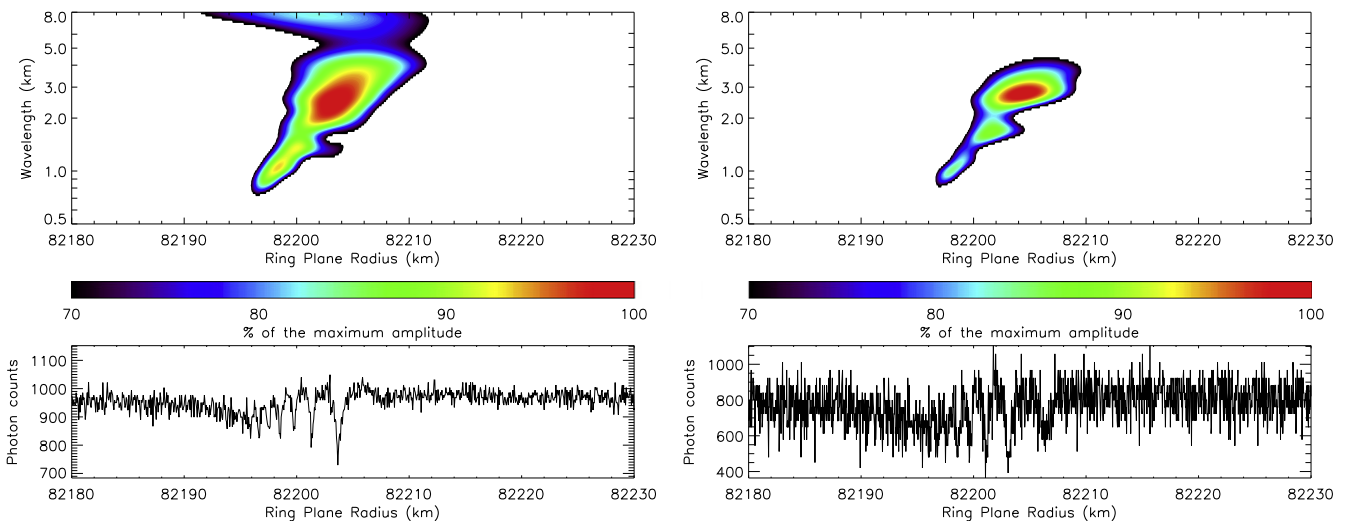 Wavelength (km)
8.0
5.0
3.0
2.0
1.0
0.5
82180 82190 82200 82210 82220 82230
Ring Plane Radius (km)
70 80 90 100
% of the maximum amplitude
Photon counts
1100
1000
900
800
700
82180 82190 82200 82210 82220 82230
Ring Plane Radius (km)
Wavelength (km)
8.0
5.0
3.0
2.0
1.0
0.5
82180 82190 82200 82210 82220 82230
Ring Plane Radius (km)
70 80 90 100
% of the maximum amplitude
Photon counts
1000
800
600
400
82180 82190 82200 82210 82220 82230
Ring Plane Radius (km)